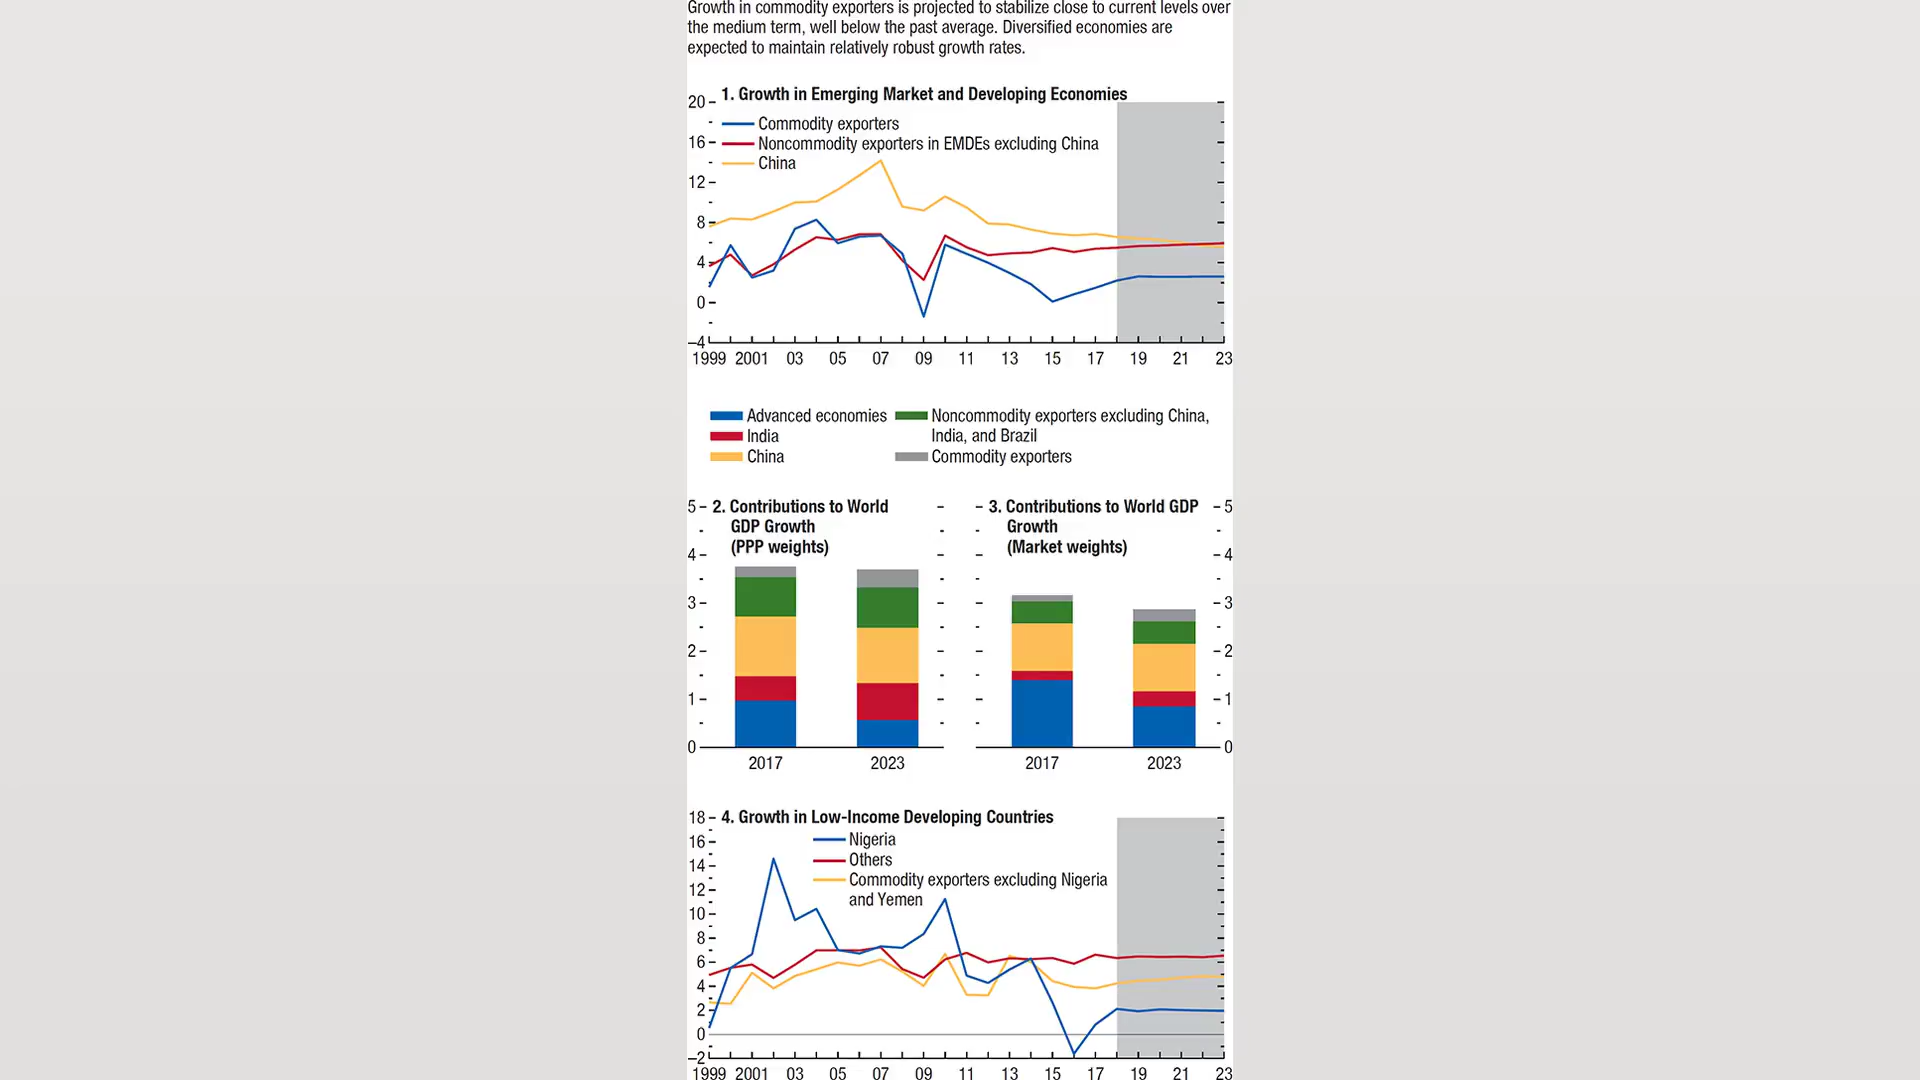 Growth in commodity exporters is projected to stabilize close to current levels over
the medium term, well below the past average. Diversified economies are
expected to maintain relatively robust growth rates.
1. Growth in Emerging Market and Developing Economies
Commodity exporters
Noncommodity exporters in EMDEs excluding China
China
20
16
12
8
4
0
–4
1999 2001 03 05 07 09 11 13 15 17 19 21 23
Advanced economies
India
China
Noncommodity exporters excluding China,
India, and Brazil
Commodity exporters
2. Contributions to World
GDP Growth
(PPP weights)
5
4
3
2
1
0
2017 2023
3. Contributions to World GDP
Growth
(Market weights)
5
4
3
2
1
0
2017 2023
4. Growth in Low-Income Developing Countries
Nigeria
Others
Commodity exporters excluding Nigeria
and Yemen
18
16
14
12
10
8
6
4
2
0
–2
1999 2001 03 05 07 09 11 13 15 17 19 21 23